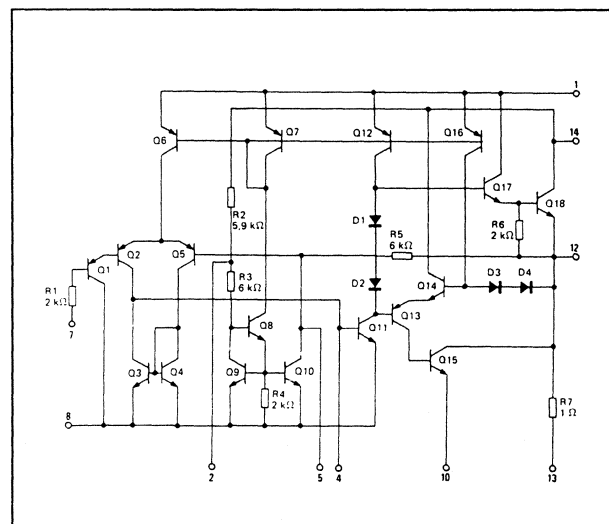 1
Q6
Q7
Q12
Q16
14
Q17
Q18
R2
5,9 kΩ
D1
R5
6 kΩ
R6
2 kΩ
12
Q1
Q2
Q5
R3
6 kΩ
D2
Q14
D3
D4
R1
2 kΩ
7
Q8
Q11
Q13
Q15
Q3
Q4
Q9
Q10
R4
2 kΩ
R7
1 Ω
8
2
5
4
10
13